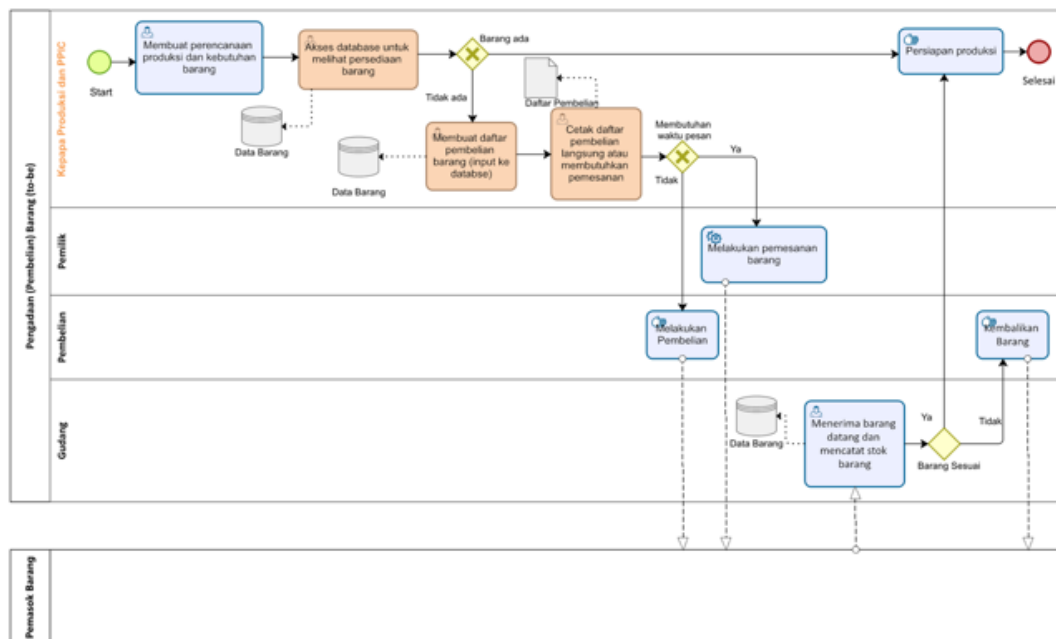 Pengadaan (Pembelian) Barang (to-be)
Kepapa Produksi dan PPIC
Start
Membuat perencanaan
produksi dan kebutuhan
barang
Akses database untuk
melihat persediaan
barang
Data Barang
Barang ada
Tidak ada
Membuat daftar
pembelian
barang (input ke
databse)
Data Barang
Daftar Pembelian
Cetak daftar
pembelian
langsung atau
membutuhkan
pemesanan
Membutuhan
waktu pesan
Ya
Tidak
Persiapan produksi
Selesai
Pemilik
Melakukan pemesanan
barang
Pembelian
Melakukan
Pembelian
Kembalikan
Barang
Gudang
Data Barang
Menerima barang
datang dan
mencatat stok
barang
Ya
Tidak
Barang Sesuai
Pemasok Barang